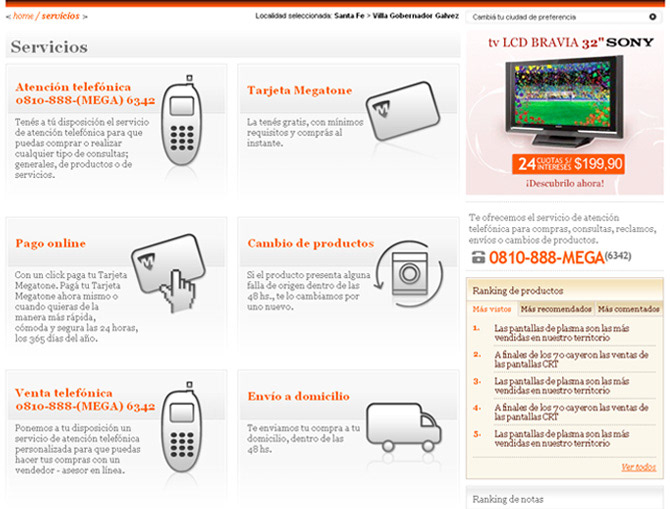 < home / servicios >
Localidad seleccionada: Santa Fe > Villa Gobernador Galvez
Cambiá tu ciudad de preferencia
Servicios
Atención telefónica
0810-888-(MEGA) 6342
Tenés a tú disposición el servicio
de atención telefónica para que
puedas comprar o realizar
cualquier tipo de consultas;
generales, de productos o de
servicios.
Tarjeta Megatone
La tenés gratis, con mínimos
requisitos y comprás al
instante.
Pago online
Con un click paga tu Tarjeta
Megatone. Pagá tu Tarjeta
Megatone ahora mismo o
cuando quieras de la
manera más rápida,
cómoda y segura las 24 horas,
los 365 días del año.
Cambio de productos
Si el producto presenta alguna
falla de origen dentro de las
48 hs., te lo cambiamos por
uno nuevo.
Venta telefónica
0810-888-(MEGA) 6342
Ponemos a tu disposición un
servicio de atención telefónica
personalizada para que puedas
hacer tus compras con un
vendedor - asesor en línea.
Envío a domicilio
Te enviamos tu compra a tu
domicilio, dentro de las
48 hs.
tv LCD BRAVIA 32" SONY
24 CUOTAS S/ INTERESES $199,90
¡Descubrilo ahora!
Te ofrecemos el servicio de atención
telefónica para compras, consultas, reclamos,
envíos o cambios de productos.
0810-888-MEGA(6342)
Ranking de productos
Más vistos Más recomendados Más comentados
1. Las pantallas de plasma son las más
vendidas en nuestro territorio
2. A finales de los 70 cayeron las ventas de
las pantallas CRT
3. Las pantallas de plasma son las más
vendidas en nuestro territorio
4. A finales de los 70 cayeron las ventas de
las pantallas CRT
5. Las pantallas de plasma son las más
vendidas en nuestro territorio
Ver todos
Ranking de notas